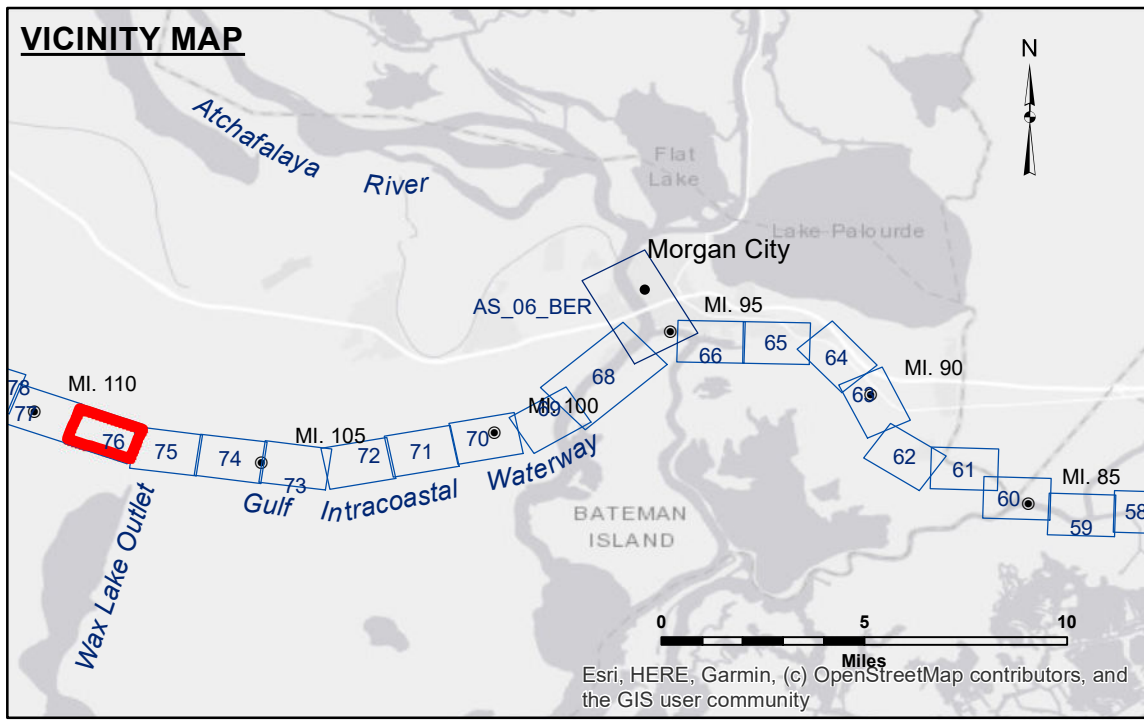 VICINITY MAP
N
Atchafalaya
River
Flat
Lake
Lake Palourde
Morgan City
AS_06_BER
MI. 95
66
65
64
68
MI. 90
63
78
MI. 110
77
76
75
74
MI. 105
73
72
71
70
69
MI. 100
62
61
60
MI. 85
59
58
Gulf
Intracoastal
Waterway
Wax Lake Outlet
BATEMAN
ISLAND
0
5
10
Miles
Esri, HERE, Garmin, (c) OpenStreetMap contributors, and
the GIS user community